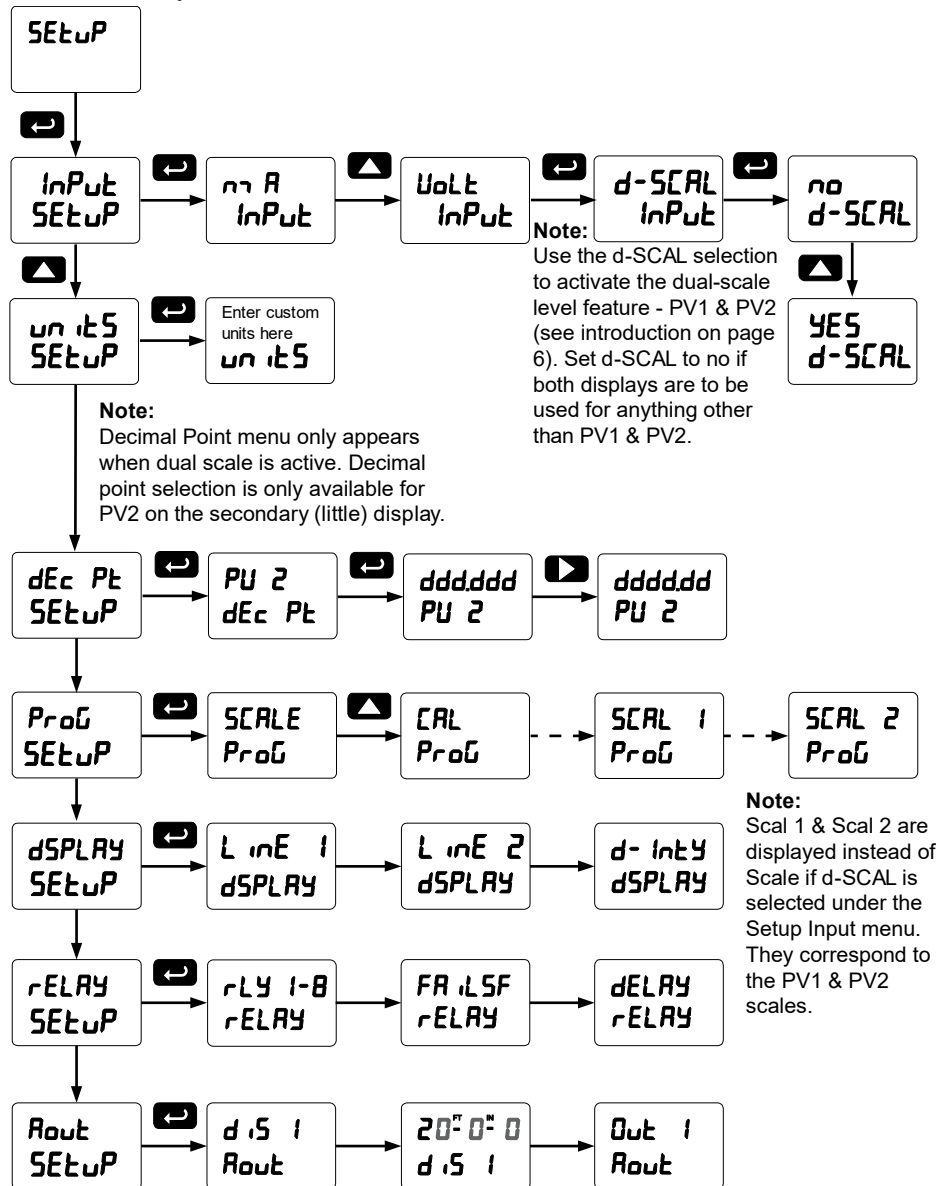 SEtuP
InPut
SEtuP
mA
InPut
VoLt
InPut
d-SCAL
InPut
no
d-SCAL
Note:
Use the d-SCAL selection
to activate the dual-scale
level feature - PV1 & PV2
(see introduction on page
6). Set d-SCAL to no if
both displays are to be
used for anything other
than PV1 & PV2.
YES
d-SCAL
unitS
SEtuP
Enter custom
units here
unitS
Note:
Decimal Point menu only appears
when dual scale is active. Decimal
point selection is only available for
PV2 on the secondary (little) display.
dEc Pt
SEtuP
PV 2
dEc Pt
ddd.ddd
PV 2
dddd.dd
PV 2
ProG
SEtuP
SCALE
ProG
CAL
ProG
SCAL 1
ProG
SCAL 2
ProG
Note:
Scal 1 & Scal 2 are
displayed instead of
Scale if d-SCAL is
selected under the
Setup Input menu.
They correspond to
the PV1 & PV2
scales.
dSPLAY
SEtuP
LinE 1
dSPLAY
LinE 2
dSPLAY
d-IntY
dSPLAY
rELAY
SEtuP
rLY 1-8
rELAY
FAiLSF
rELAY
dELAY
rELAY
Aout
SEtuP
diS 1
Aout
20 FT 0 IN 0
diS 1
Out 1
Aout